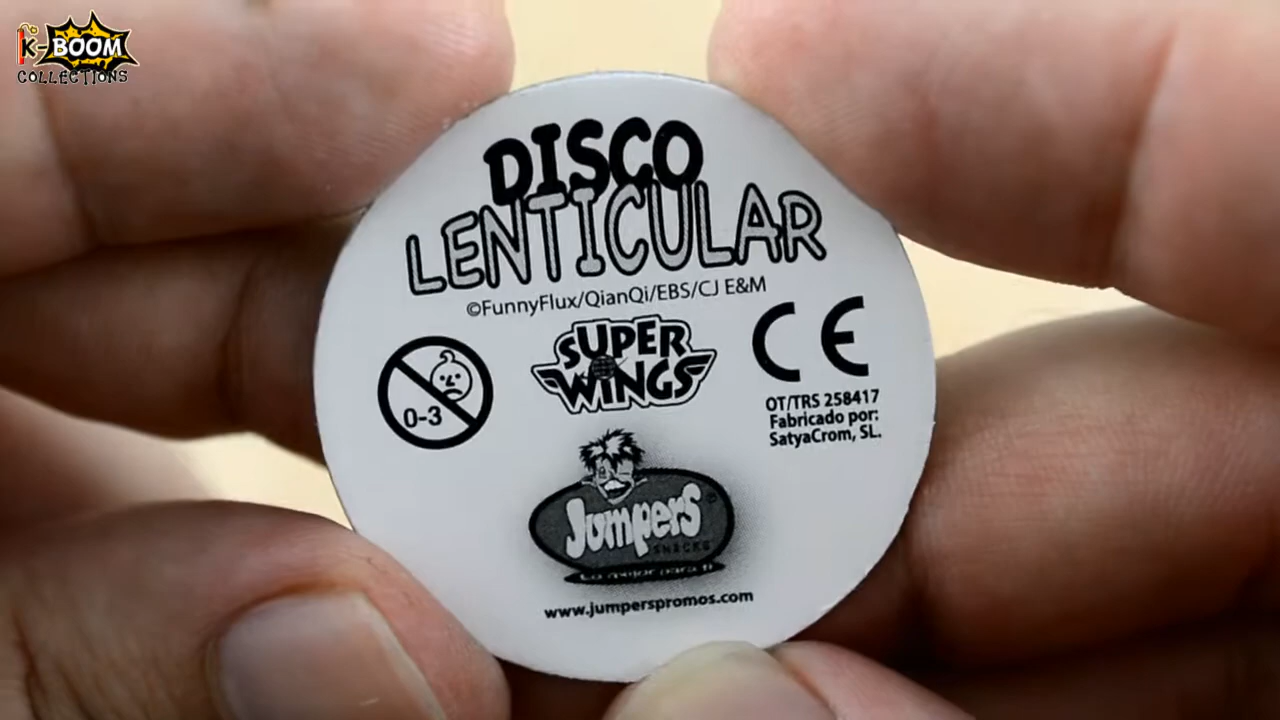 K-BOOM
COLLECTIONS
DISCO
LENTICULAR
©FunnyFlux/QianQi/EBS/CJ E&M
SUPER
WINGS
0-3
CE
OT/TRS 258417
Fabricado por:
SatyaCrom, SL.
Jumpers®
SNACKS
www.jumperspromos.com